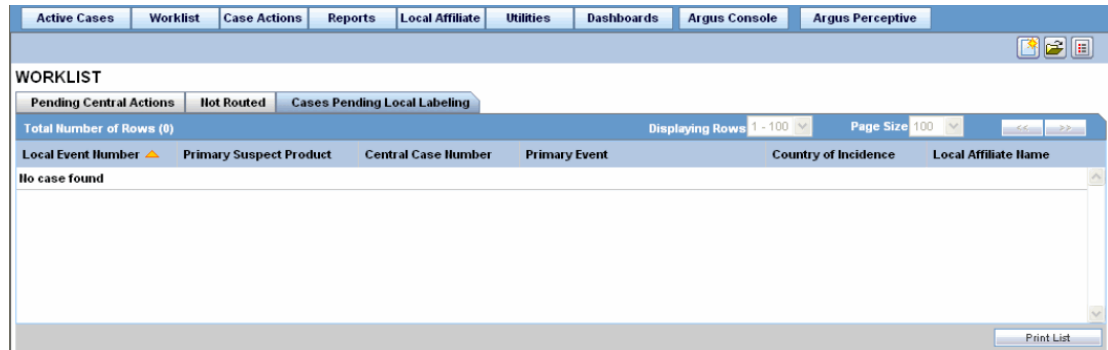 Active Cases Worklist Case Actions Reports Local Affiliate Utilities Dashboards Argus Console Argus Perceptive
WORKLIST
Pending Central Actions Not Routed Cases Pending Local Labeling
Total Number of Rows (0) Displaying Rows 1 - 100 Page Size 100 << >>
Local Event Number Primary Suspect Product Central Case Number Primary Event Country of Incidence Local Affiliate Name
No case found
Print List